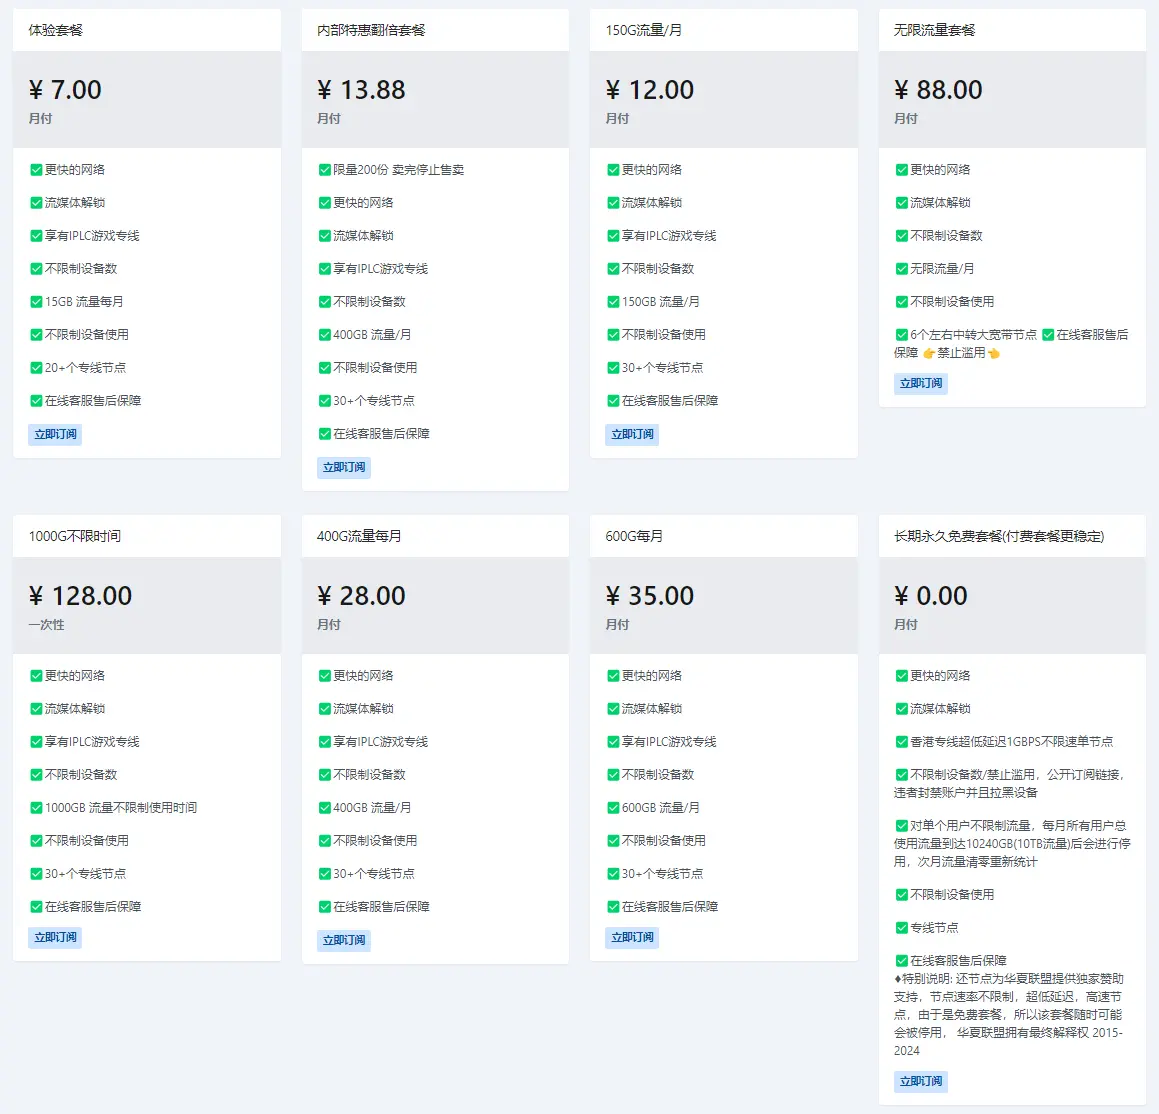 体验套餐
¥ 7.00
月付
✅更快的网络
✅流媒体解锁
✅享有IPLC游戏专线
✅不限制设备数
✅15GB 流量每月
✅不限制设备使用
✅20+个专线节点
✅在线客服售后保障
立即订阅
内部特惠翻倍套餐
¥ 13.88
月付
✅限量200份 卖完停止售卖
✅更快的网络
✅流媒体解锁
✅享有IPLC游戏专线
✅不限制设备数
✅400GB 流量/月
✅不限制设备使用
✅30+个专线节点
✅在线客服售后保障
立即订阅
150G流量/月
¥ 12.00
月付
✅更快的网络
✅流媒体解锁
✅享有IPLC游戏专线
✅不限制设备数
✅150GB 流量/月
✅不限制设备使用
✅30+个专线节点
✅在线客服售后保障
立即订阅
无限流量套餐
¥ 88.00
月付
✅更快的网络
✅流媒体解锁
✅不限制设备数
✅无限流量/月
✅不限制设备使用
✅6个左右中转大宽带节点 ✅在线客服售后
保障 👉禁止滥用👈
立即订阅
1000G不限时间
¥ 128.00
一次性
✅更快的网络
✅流媒体解锁
✅享有IPLC游戏专线
✅不限制设备数
✅1000GB 流量不限制使用时间
✅不限制设备使用
✅30+个专线节点
✅在线客服售后保障
立即订阅
400G流量每月
¥ 28.00
月付
✅更快的网络
✅流媒体解锁
✅享有IPLC游戏专线
✅不限制设备数
✅400GB 流量/月
✅不限制设备使用
✅30+个专线节点
✅在线客服售后保障
立即订阅
600G每月
¥ 35.00
月付
✅更快的网络
✅流媒体解锁
✅享有IPLC游戏专线
✅不限制设备数
✅600GB 流量/月
✅不限制设备使用
✅30+个专线节点
✅在线客服售后保障
立即订阅
长期永久免费套餐(付费套餐更稳定)
¥ 0.00
月付
✅更快的网络
✅流媒体解锁
✅香港专线超低延迟1GBPS不限速单节点
✅不限制设备数/禁止滥用，公开订阅链接，
违者封禁账户并且拉黑设备
✅对单个用户不限制流量，每月所有用户总
使用流量到达10240GB(10TB流量)后会进行停
用，次月流量清零重新统计
✅不限制设备使用
✅专线节点
✅在线客服售后保障
♦特别说明: 还节点为华夏联盟提供独家赞助
支持，节点速率不限制，超低延迟，高速节
点，由于是免费套餐，所以该套餐随时可能
会被停用， 华夏联盟拥有最终解释权 2015-
2024
立即订阅